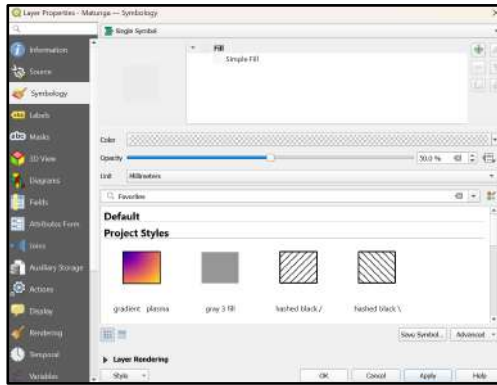 Layer Properties - Matunga — Symbology
Information
Source
Symbology
Labels
Masks
3D View
Diagrams
Fields
Attributes Form
Joins
Auxiliary Storage
Actions
Display
Rendering
Temporal
Variables
Single Symbol
Fill
Simple Fill
Color
Opacity
50.0 %
Unit
Millimeters
Favorites
Default
Project Styles
gradient plasma
gray 3 fill
hashed black /
hashed black \
Save Symbol...
Advanced
Layer Rendering
Style
OK
Cancel
Apply
Help